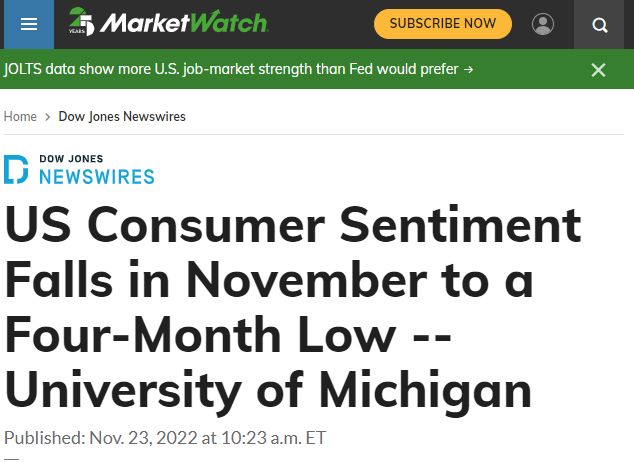 25 YEARS MarketWatch SUBSCRIBE NOW
JOLTS data show more U.S. job-market strength than Fed would prefer →
Home > Dow Jones Newswires
DOW JONES
NEWSWIRES
US Consumer Sentiment
Falls in November to a
Four-Month Low --
University of Michigan
Published: Nov. 23, 2022 at 10:23 a.m. ET